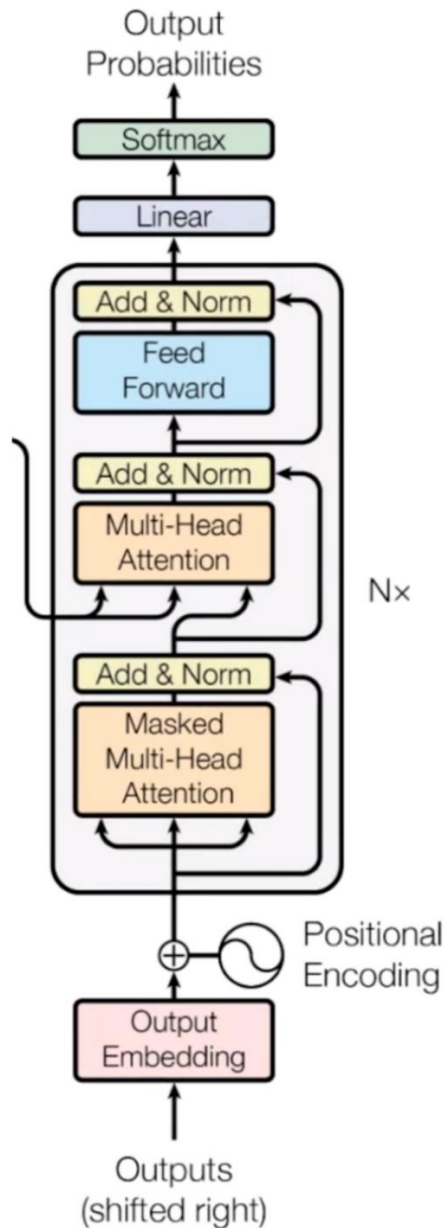 Output
Probabilities
Softmax
Linear
Add & Norm
Feed
Forward
Add & Norm
Multi-Head
Attention
N×
Add & Norm
Masked
Multi-Head
Attention
Positional
Encoding
Output
Embedding
Outputs
(shifted right)